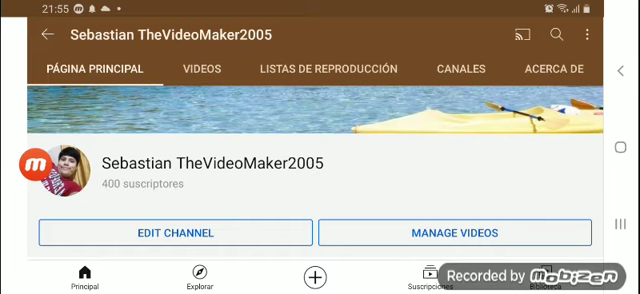 21:55
Sebastian TheVideoMaker2005
PÁGINA PRINCIPAL VIDEOS LISTAS DE REPRODUCCIÓN CANALES ACERCA DE
m
Sebastian TheVideoMaker2005
400 suscriptores
EDIT CHANNEL MANAGE VIDEOS
Principal Explorar Suscripciones Biblioteca
Recorded by Mobizen